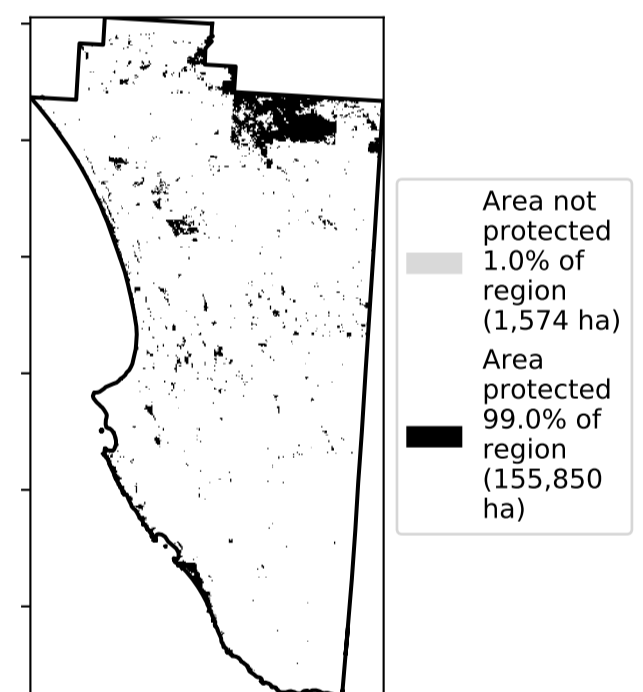 Area not
protected
1.0% of
region
(1,574 ha)
Area
protected
99.0% of
region
(155,850
ha)